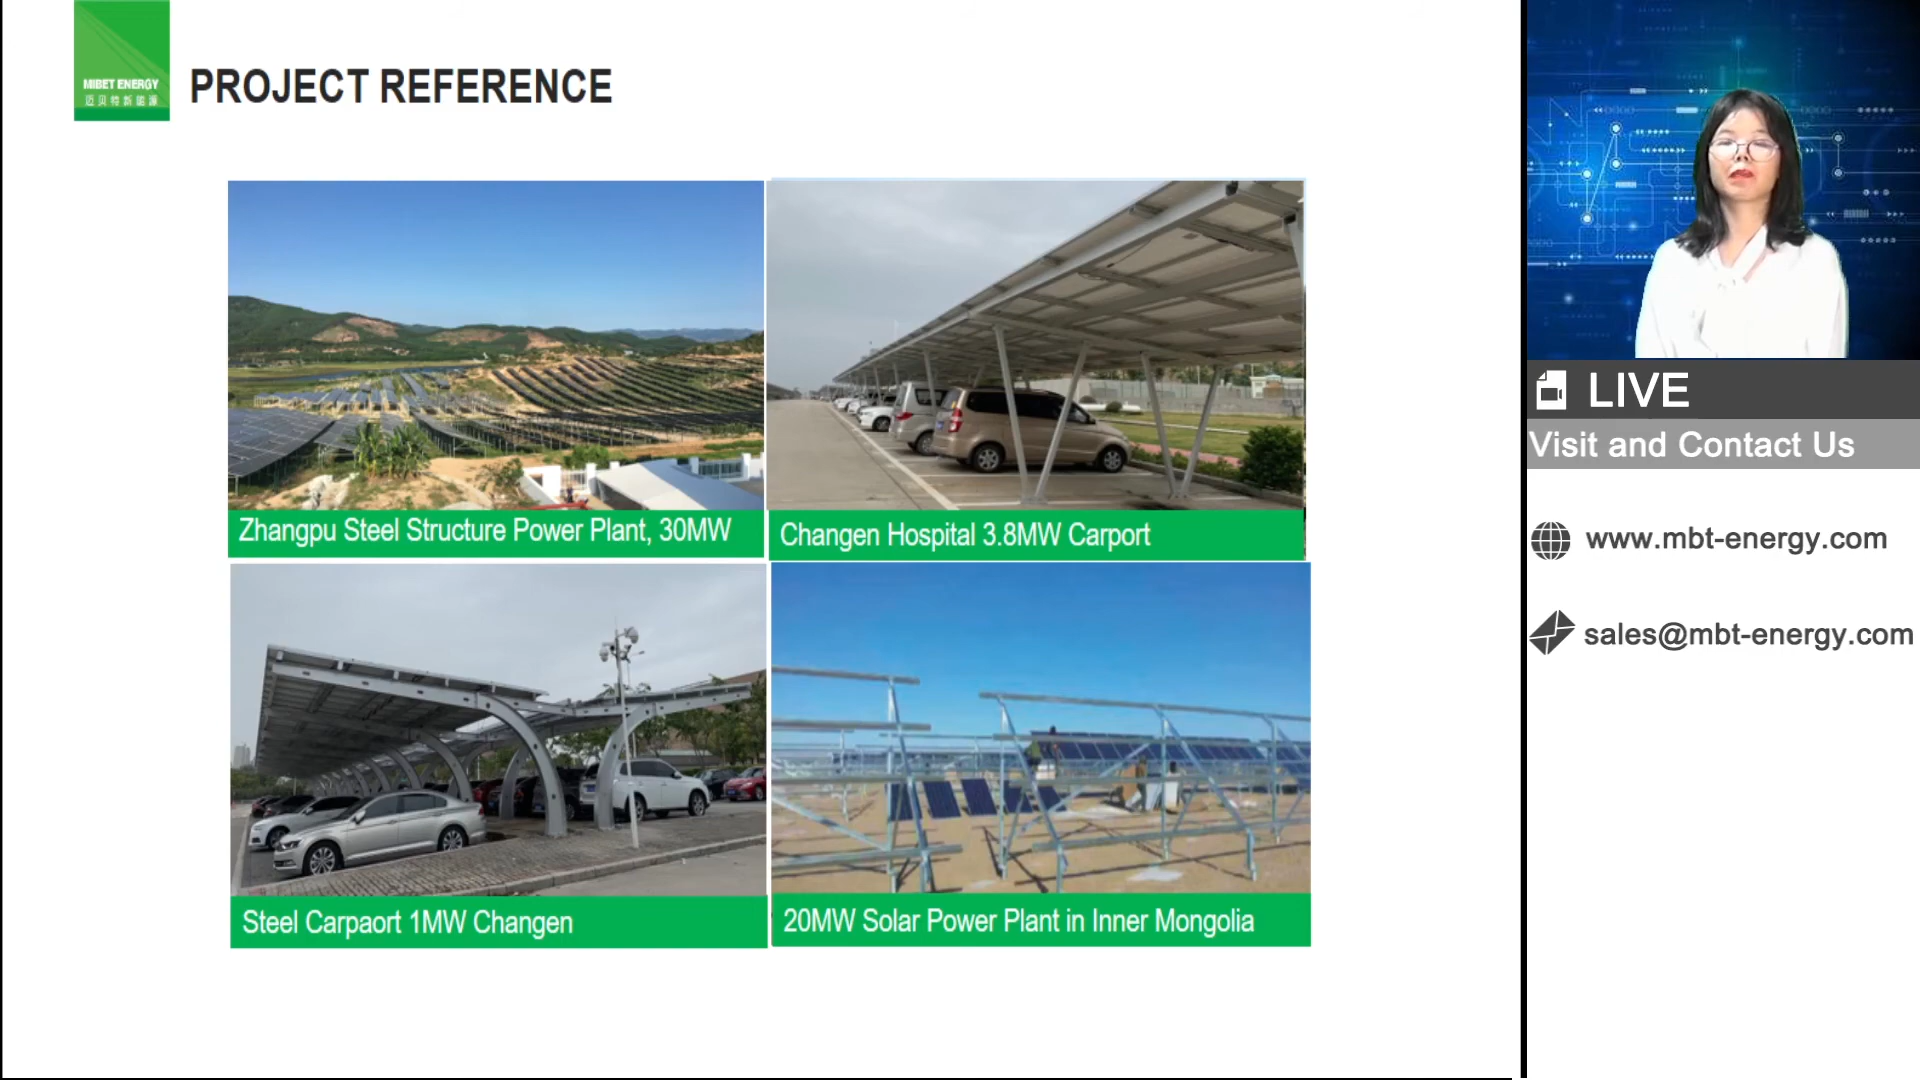 MIBET ENERGY
迈贝特新能源
PROJECT REFERENCE
Zhangpu Steel Structure Power Plant, 30MW
Changen Hospital 3.8MW Carport
Steel Carpaort 1MW Changen
20MW Solar Power Plant in Inner Mongolia
LIVE
Visit and Contact Us
www.mbt-energy.com
sales@mbt-energy.com